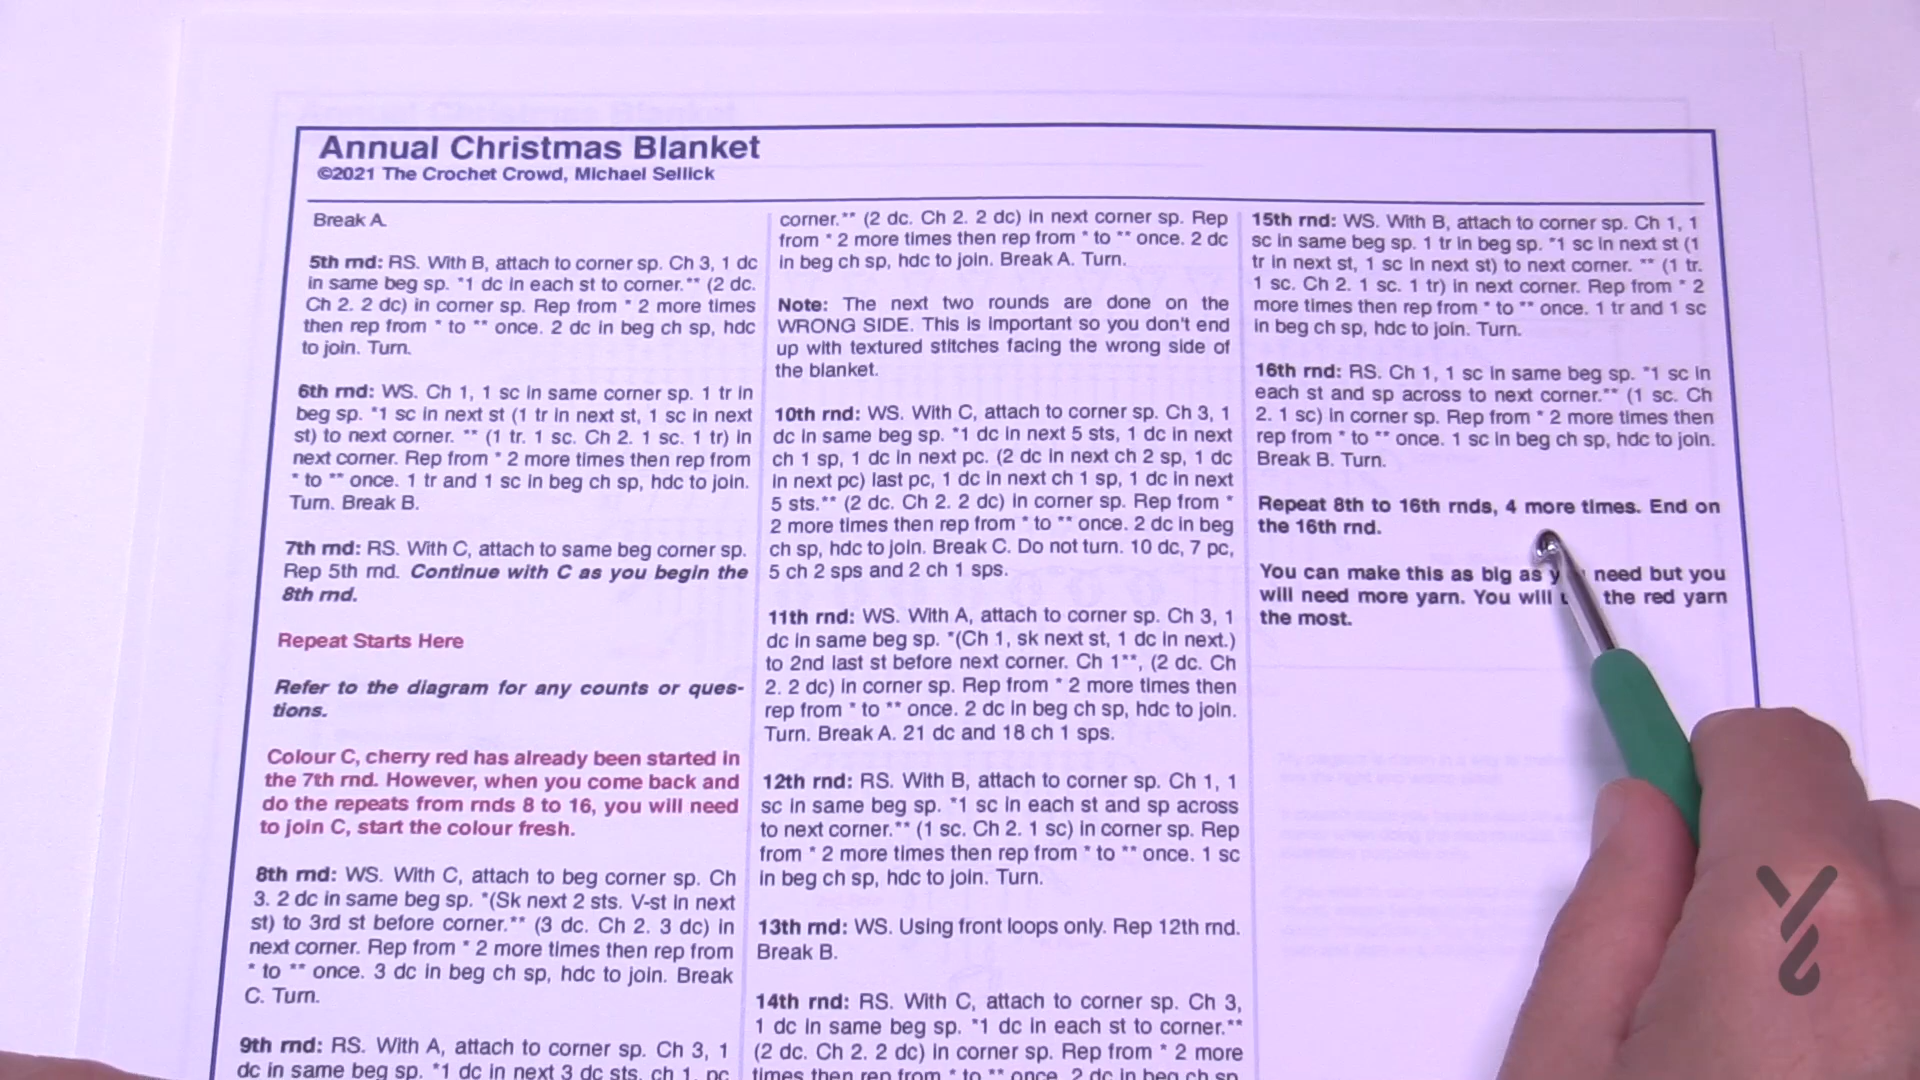 Annual Christmas Blanket
©2021 The Crochet Crowd, Michael Sellick
Break A.
5th rnd: RS. With B, attach to corner sp. Ch 3, 1 dc
in same beg sp. *1 dc in each st to corner.** (2 dc.
Ch 2. 2 dc) in corner sp. Rep from * 2 more times
then rep from * to ** once. 2 dc in beg ch sp, hdc
to join. Turn.
6th rnd: WS. Ch 1, 1 sc in same corner sp. 1 tr in
beg sp. *1 sc in next st (1 tr in next st, 1 sc in next
st) to next corner. ** (1 tr. 1 sc. Ch 2. 1 sc. 1 tr) in
next corner. Rep from * 2 more times then rep from
* to ** once. 1 tr and 1 sc in beg ch sp, hdc to join.
Turn. Break B.
7th rnd: RS. With C, attach to same beg corner sp.
Rep 5th rnd. Continue with C as you begin the
8th rnd.
Repeat Starts Here
Refer to the diagram for any counts or ques-
tions.
Colour C, cherry red has already been started in
the 7th rnd. However, when you come back and
do the repeats from rnds 8 to 16, you will need
to join C, start the colour fresh.
8th rnd: WS. With C, attach to beg corner sp. Ch
3. 2 dc in same beg sp. *(Sk next 2 sts. V-st in next
st) to 3rd st before corner.** (3 dc. Ch 2. 3 dc) in
next corner. Rep from * 2 more times then rep from
* to ** once. 3 dc in beg ch sp, hdc to join. Break
C. Turn.
9th rnd: RS. With A, attach to corner sp. Ch 3, 1
dc in same beg sp. *1 dc in next 3 dc sts, ch 1, pc
corner.** (2 dc. Ch 2. 2 dc) in next corner sp. Rep
from * 2 more times then rep from * to ** once. 2 dc
in beg ch sp, hdc to join. Break A. Turn.
Note: The next two rounds are done on the
WRONG SIDE. This is important so you don't end
up with textured stitches facing the wrong side of
the blanket.
10th rnd: WS. With C, attach to corner sp. Ch 3, 1
dc in same beg sp. *1 dc in next 5 sts, 1 dc in next
ch 1 sp, 1 dc in next pc. (2 dc in next ch 2 sp, 1 dc
in next pc) last pc, 1 dc in next ch 1 sp, 1 dc in next
5 sts.** (2 dc. Ch 2. 2 dc) in corner sp. Rep from *
2 more times then rep from * to ** once. 2 dc in beg
ch sp, hdc to join. Break C. Do not turn. 10 dc, 7 pc,
5 ch 2 sps and 2 ch 1 sps.
11th rnd: WS. With A, attach to corner sp. Ch 3, 1
dc in same beg sp. *(Ch 1, sk next st, 1 dc in next.)
to 2nd last st before next corner. Ch 1**, (2 dc. Ch
2. 2 dc) in corner sp. Rep from * 2 more times then
rep from * to ** once. 2 dc in beg ch sp, hdc to join.
Turn. Break A. 21 dc and 18 ch 1 sps.
12th rnd: RS. With B, attach to corner sp. Ch 1, 1
sc in same beg sp. *1 sc in each st and sp across
to next corner.** (1 sc. Ch 2. 1 sc) in corner sp. Rep
from * 2 more times then rep from * to ** once. 1 sc
in beg ch sp, hdc to join. Turn.
13th rnd: WS. Using front loops only. Rep 12th rnd.
Break B.
14th rnd: RS. With C, attach to corner sp. Ch 3,
1 dc in same beg sp. *1 dc in each st to corner.**
(2 dc. Ch 2. 2 dc) in corner sp. Rep from * 2 more
times then rep from * to ** once. 2 dc in beg ch sp,
15th rnd: WS. With B, attach to corner sp. Ch 1, 1
sc in same beg sp. 1 tr in beg sp. *1 sc in next st (1
tr in next st, 1 sc in next st) to next corner. ** (1 tr.
1 sc. Ch 2. 1 sc. 1 tr) in next corner. Rep from * 2
more times then rep from * to ** once. 1 tr and 1 sc
in beg ch sp, hdc to join. Turn.
16th rnd: RS. Ch 1, 1 sc in same beg sp. *1 sc in
each st and sp across to next corner.** (1 sc. Ch
2. 1 sc) in corner sp. Rep from * 2 more times then
rep from * to ** once. 1 sc in beg ch sp, hdc to join.
Break B. Turn.
Repeat 8th to 16th rnds, 4 more times. End on
the 16th rnd.
You can make this as big as need but you
will need more yarn. You will the red yarn
the most.